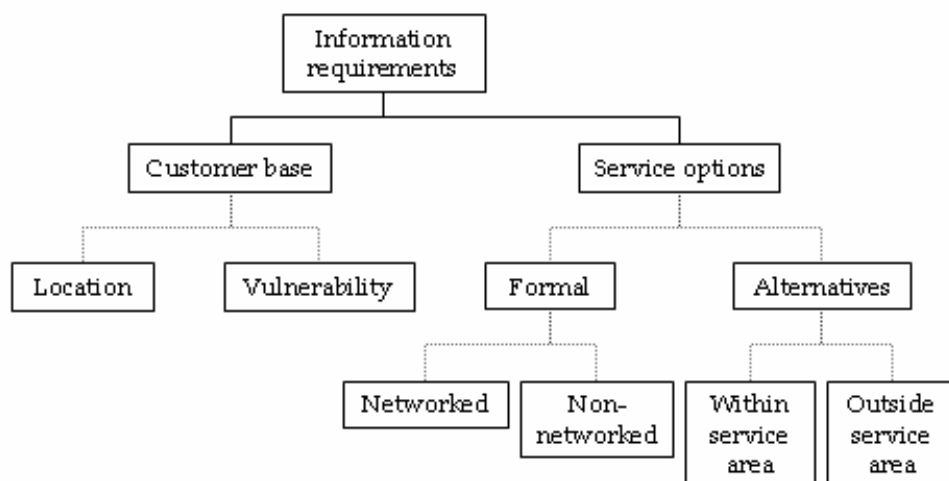 Information
requirements
Customer base
Service options
Location
Vulnerability
Formal
Alternatives
Networked
Non-
networked
Within
service
area
Outside
service
area